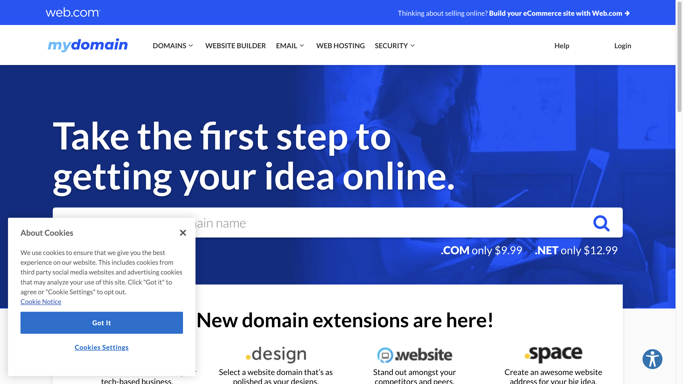 web.com
Thinking about selling online? Build your eCommerce site with Web.com →
mydomain
DOMAINS
WEBSITE BUILDER
EMAIL
WEB HOSTING
SECURITY
Help
Login
Take the first step to
getting your idea online.
name
.COM only $9.99 .NET only $12.99
About Cookies
We use cookies to ensure that we give you the best
experience on our website. This includes cookies from
third party social media websites and advertising cookies
that may analyze your use of this site. Click "Got it" to
agree or "Cookie Settings" to opt out.
Cookie Notice
Got It
Cookies Settings
New domain extensions are here!
tech-based business.
.design
Select a website domain that's as
polished as your designs.
.website
Stand out amongst your
competitors and peers.
.space
Create an awesome website
address for your big idea.